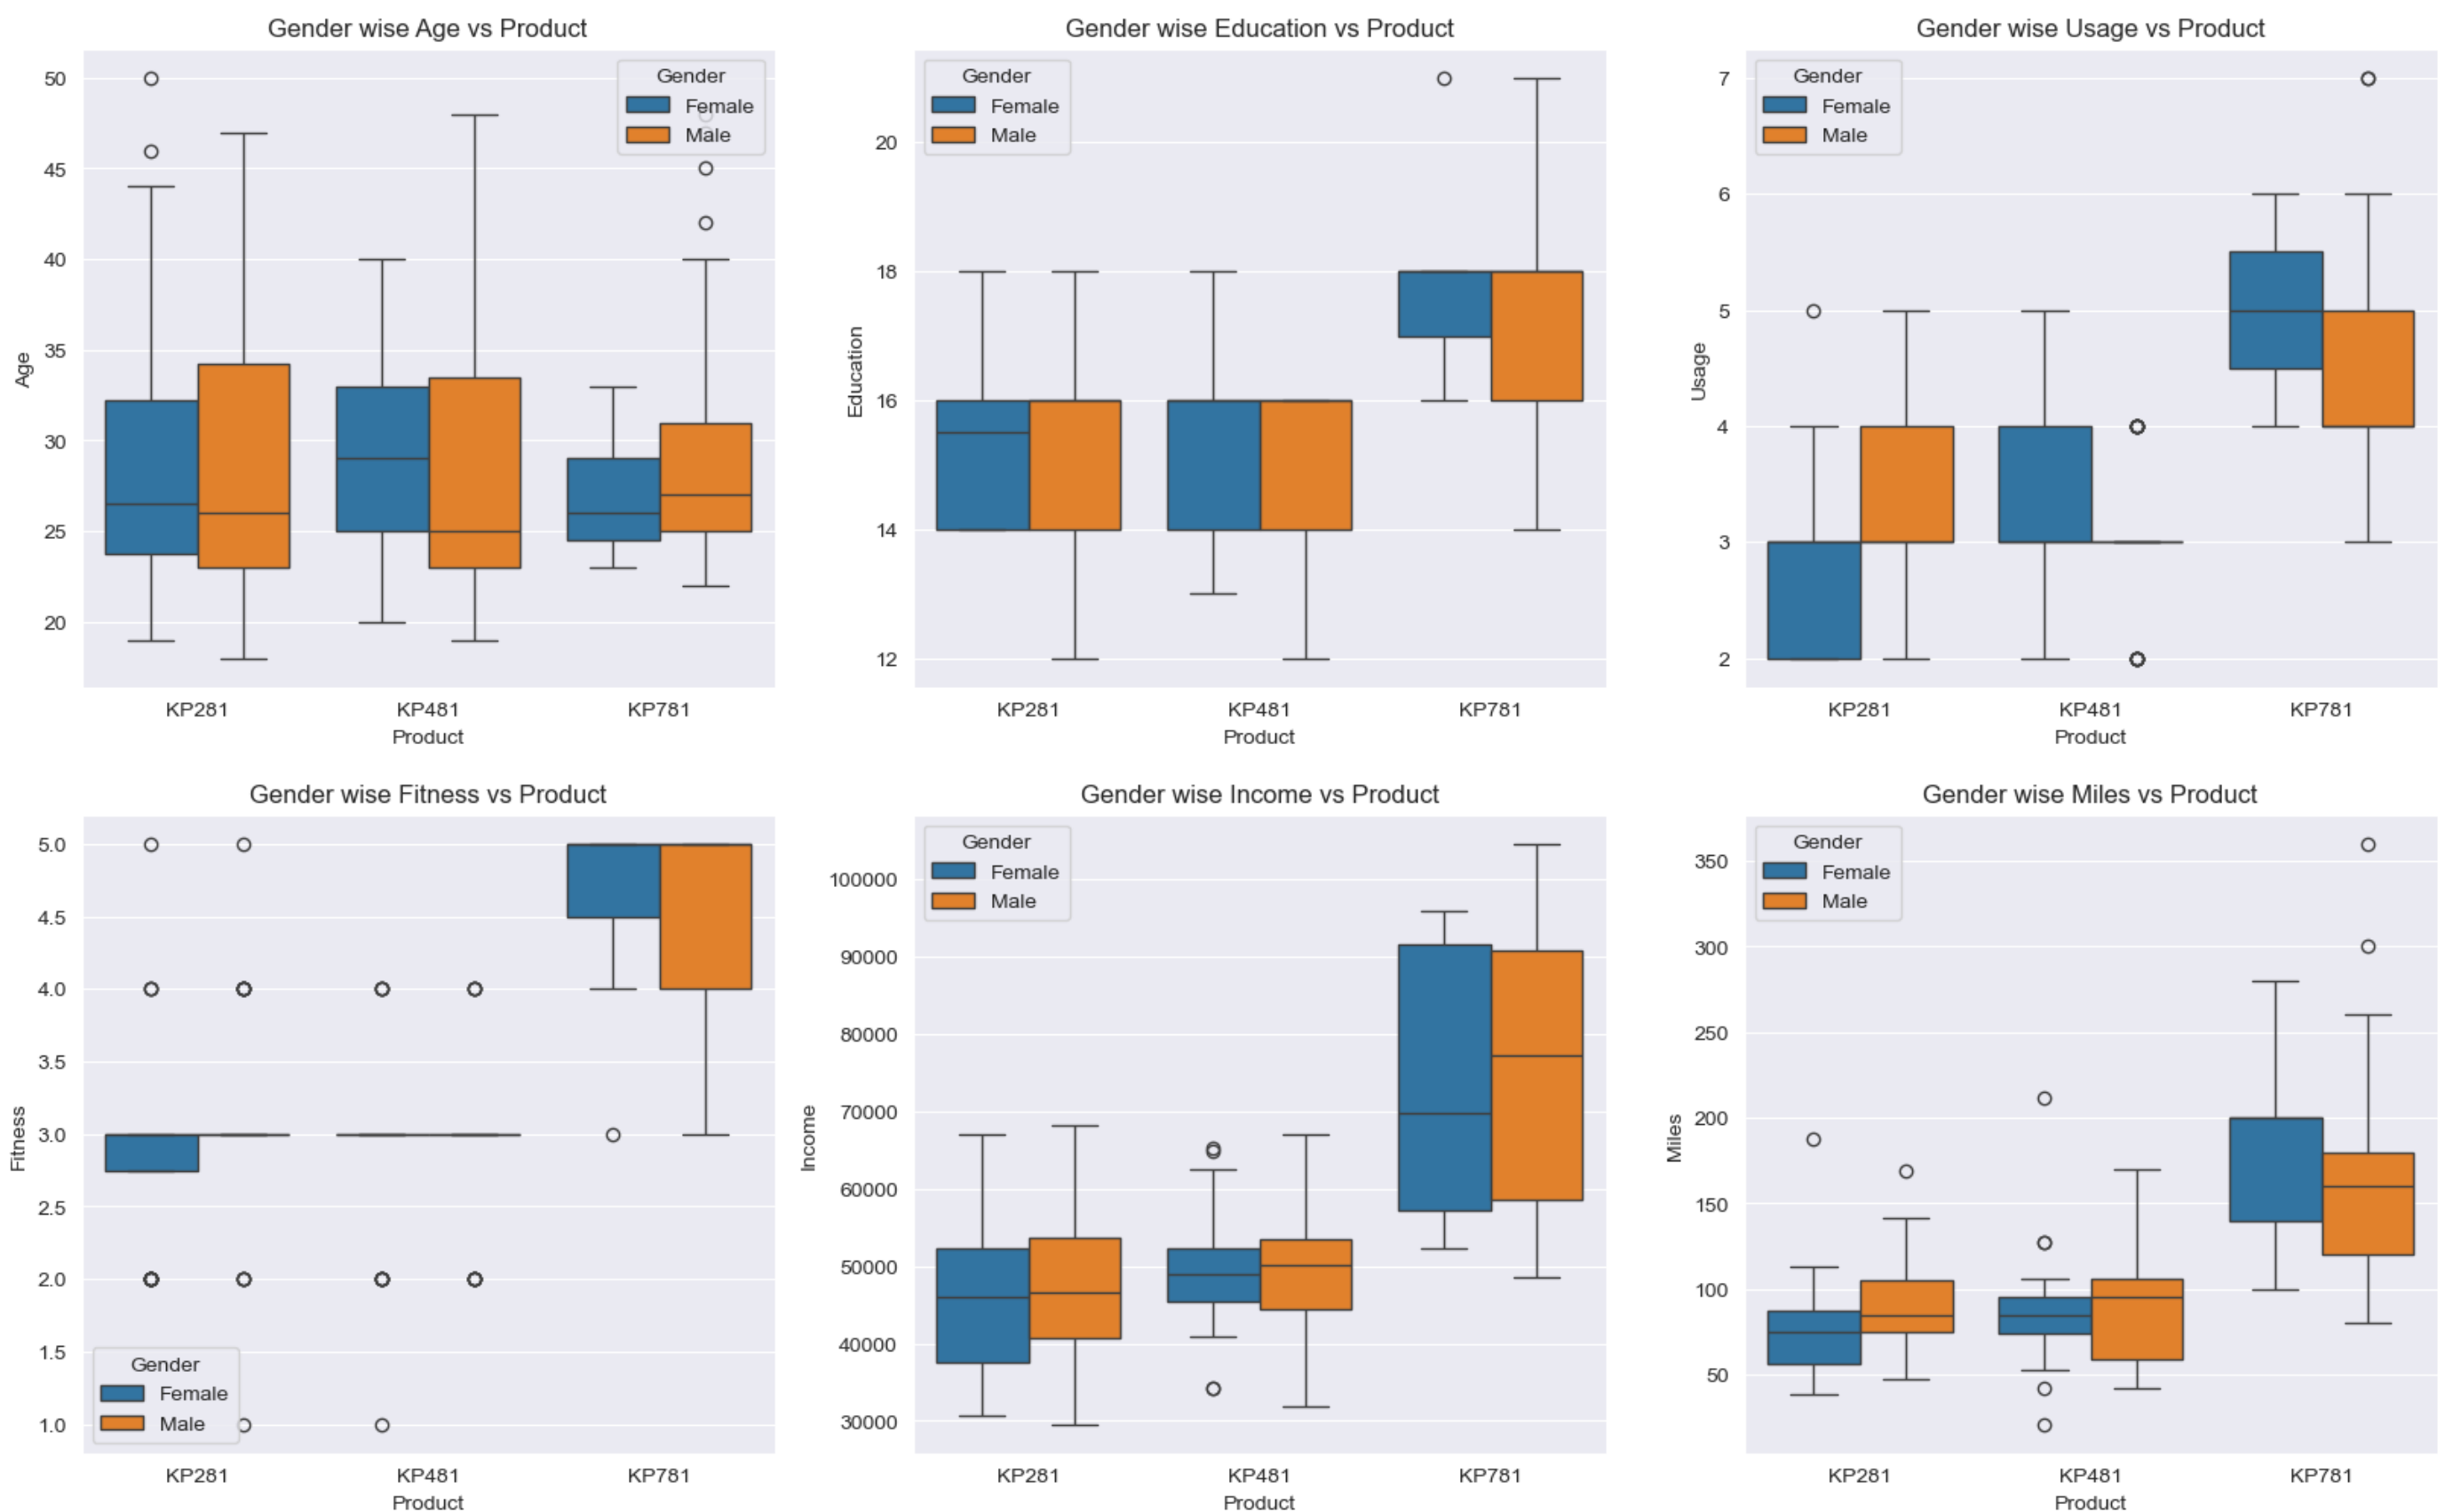 Gender wise Age vs Product
50
45
40
35
30
25
20
Age
Gender
Female
Male
KP281 KP481 KP781
Product
Gender wise Education vs Product
20
18
16
14
12
Education
Gender
Female
Male
KP281 KP481 KP781
Product
Gender wise Usage vs Product
7
6
5
4
3
2
Usage
Gender
Female
Male
KP281 KP481 KP781
Product
Gender wise Fitness vs Product
5.0
4.5
4.0
3.5
3.0
2.5
2.0
1.5
1.0
Fitness
Gender
Female
Male
KP281 KP481 KP781
Product
Gender wise Income vs Product
100000
90000
80000
70000
60000
50000
40000
30000
Income
Gender
Female
Male
KP281 KP481 KP781
Product
Gender wise Miles vs Product
350
300
250
200
150
100
50
Miles
Gender
Female
Male
KP281 KP481 KP781
Product